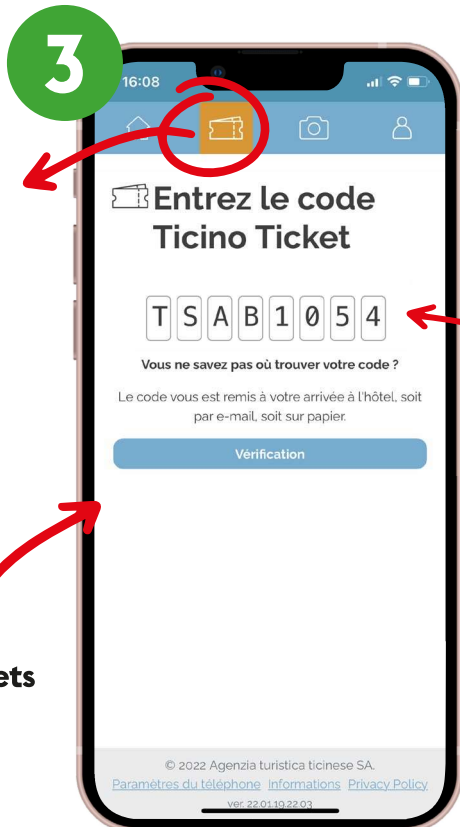 3
16:08
Entrez le code
Ticino Ticket
TSAB1054
Vous ne savez pas où trouver votre code ?
Le code vous est remis à votre arrivée à l'hôtel, soit
par e-mail, soit sur papier.
Vérification
ets
© 2022 Agenzia turistica ticinese SA.
Paramètres du téléphone Informations Privacy Policy
ver. 22.01.19.22.03